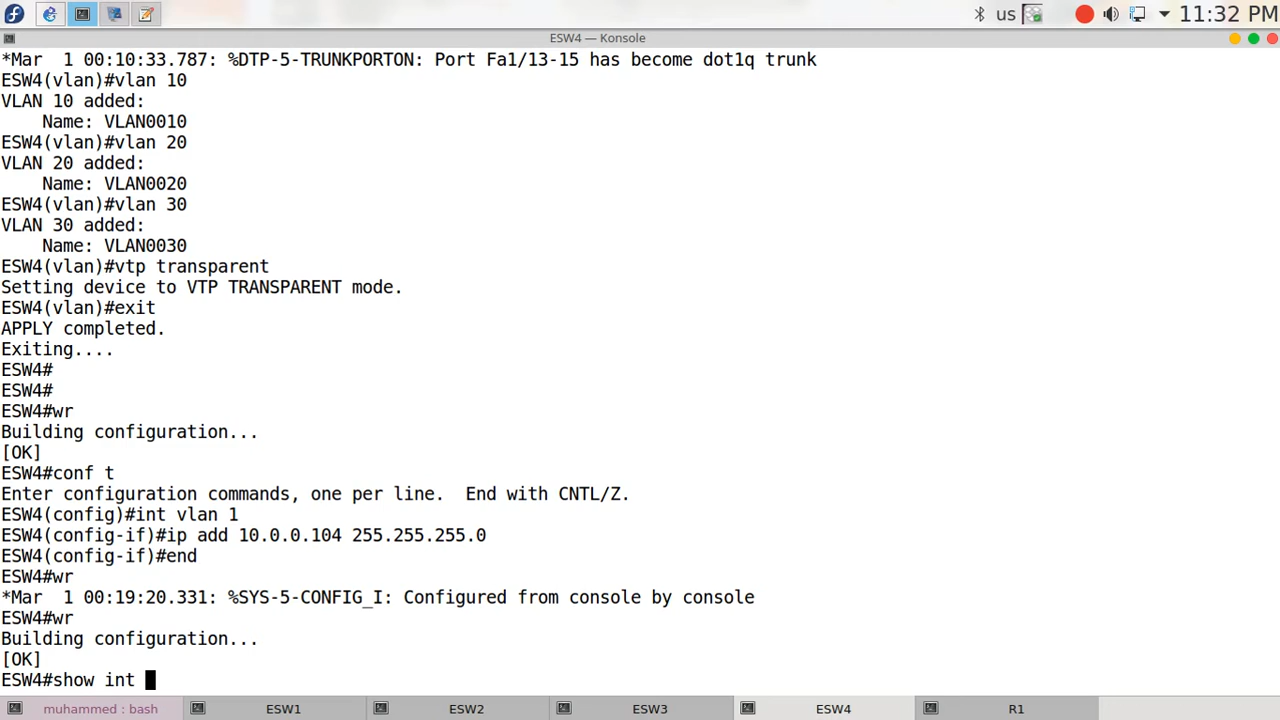 us
11:32 PM
ESW4 — Konsole
*Mar  1 00:10:33.787: %DTP-5-TRUNKPORTON: Port Fa1/13-15 has become dot1q trunk
ESW4(vlan)#vlan 10
VLAN 10 added:
    Name: VLAN0010
ESW4(vlan)#vlan 20
VLAN 20 added:
    Name: VLAN0020
ESW4(vlan)#vlan 30
VLAN 30 added:
    Name: VLAN0030
ESW4(vlan)#vtp transparent
Setting device to VTP TRANSPARENT mode.
ESW4(vlan)#exit
APPLY completed.
Exiting....
ESW4#
ESW4#
ESW4#wr
Building configuration...
[OK]
ESW4#conf t
Enter configuration commands, one per line.  End with CNTL/Z.
ESW4(config)#int vlan 1
ESW4(config-if)#ip add 10.0.0.104 255.255.255.0
ESW4(config-if)#end
ESW4#wr
*Mar  1 00:19:20.331: %SYS-5-CONFIG_I: Configured from console by console
ESW4#wr
Building configuration...
[OK]
ESW4#show int
muhammed : bash
ESW1
ESW2
ESW3
ESW4
R1